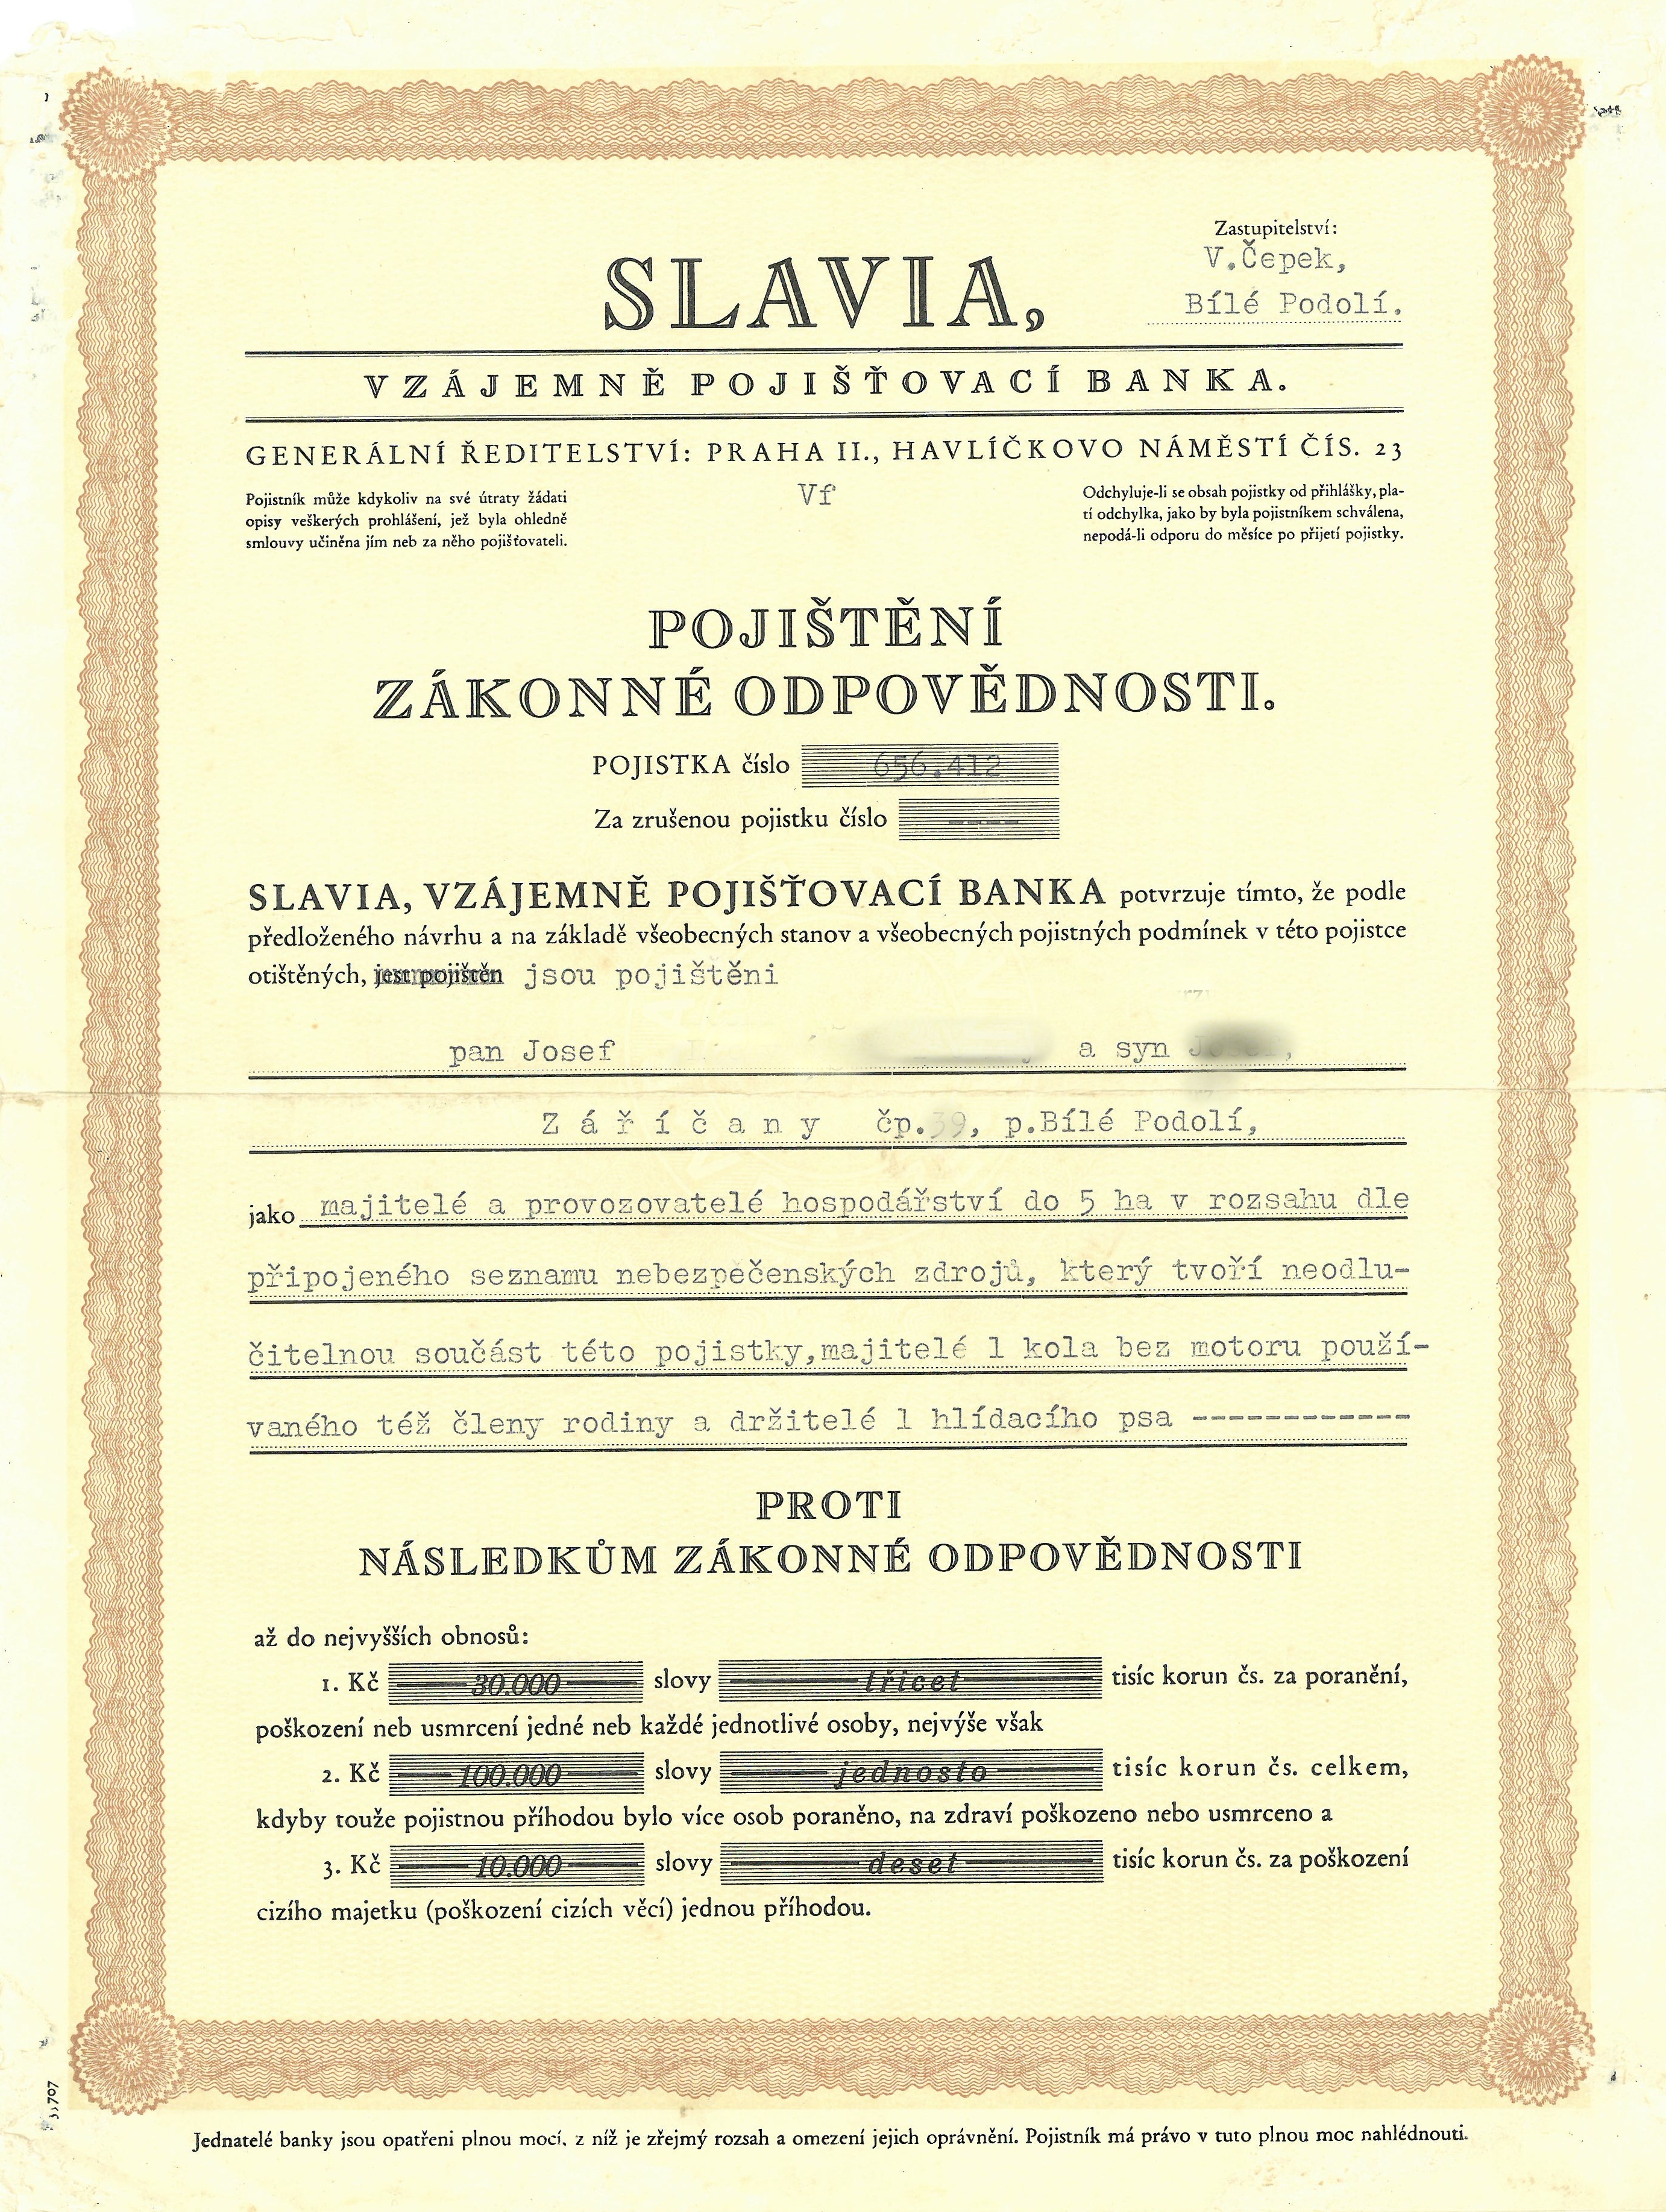 Zastupitelství:
V.Čepek,
Bílé Podolí.
SLAVIA,
VZÁJEMNĚ POJIŠŤOVACÍ BANKA.
GENERÁLNÍ ŘEDITELSTVÍ: PRAHA II., HAVLÍČKOVO NÁMĚSTÍ ČÍS. 23
Pojistník může kdykoliv na své útraty žádati
opisy veškerých prohlášení, jež byla ohledně
smlouvy učiněna jím neb za něho pojišťovateli.
Vf
Odchyluje-li se obsah pojistky od přihlášky, pla-
tí odchylka, jako by byla pojistníkem schválena,
nepodá-li odporu do měsíce po přijetí pojistky.
POJIŠTĚNÍ
ZÁKONNÉ ODPOVĚDNOSTI.
POJISTKA číslo 656.412
Za zrušenou pojistku číslo ----
SLAVIA, VZÁJEMNĚ POJIŠŤOVACÍ BANKA potvrzuje tímto, že podle
předloženého návrhu a na základě všeobecných stanov a všeobecných pojistných podmínek v této pojistce
otištěných, jest pojištěn jsou pojištěni
pan Josef a syn
Záříčany čp.39, p.Bílé Podolí,
jako majitelé a provozovatelé hospodářství do 5 ha v rozsahu dle
připojeného seznamu nebezpečenských zdrojů, který tvoří neodlu-
čitelnou součást této pojistky,majitelé 1 kola bez motoru použí-
vaného též členy rodiny a držitelé 1 hlídacího psa ------------
PROTI
NÁSLEDKŮM ZÁKONNÉ ODPOVĚDNOSTI
až do nejvyšších obnosů:
1. Kč 30.000 slovy třicet tisíc korun čs. za poranění,
poškození neb usmrcení jedné neb každé jednotlivé osoby, nejvýše však
2. Kč 100.000 slovy jednosto tisíc korun čs. celkem,
kdyby touže pojistnou příhodou bylo více osob poraněno, na zdraví poškozeno nebo usmrceno a
3. Kč 10.000 slovy deset tisíc korun čs. za poškození
cizího majetku (poškození cizích věcí) jednou příhodou.
Jednatelé banky jsou opatřeni plnou mocí, z níž je zřejmý rozsah a omezení jejich oprávnění. Pojistník má právo v tuto plnou moc nahlédnouti.